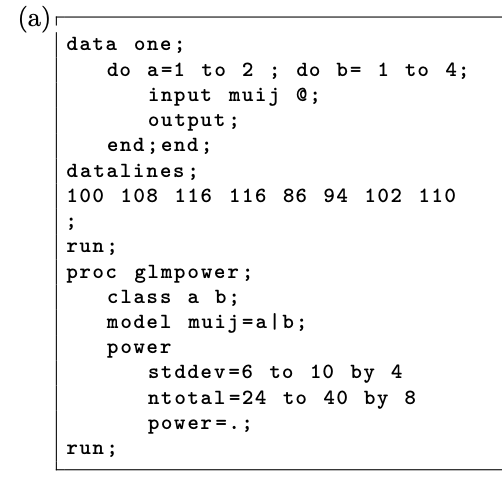 (a)
data one;
do a=1 to 2 ; do b= 1 to 4;
input muij @;
output;
end;end;
datalines;
100 108 116 116 86 94 102 110
;
run;
proc glmpower;
class a b;
model muij=a|b;
power
stddev=6 to 10 by 4
ntotal=24 to 40 by 8
power=.;
run;